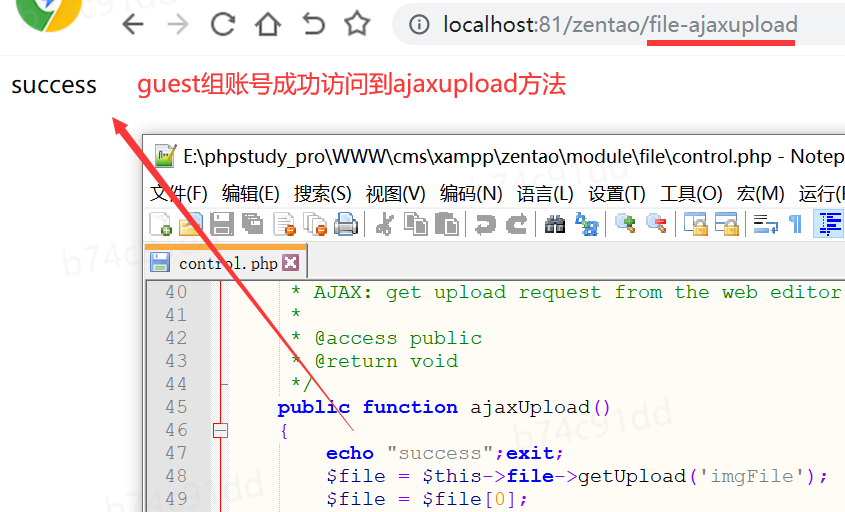 localhost:81/zentao/file-ajaxupload
success
guest组账号成功访问到ajaxupload方法
E:\phpstudy_pro\WWW\cms\xampp\zentao\module\file\control.php - Notep
文件(F) 编辑(E) 搜索(S) 视图(V) 编码(N) 语言(L) 设置(T) 工具(O) 宏(M) 运行(F
control.php
40 * AJAX: get upload request from the web editor
41 *
42 * @access public
43 * @return void
44 */
45 public function ajaxUpload()
46 {
47 echo "success";exit;
48 $file = $this->file->getUpload('imgFile');
49 $file = $file[0];
b74c91dd
b74c91dd
b74c91dd